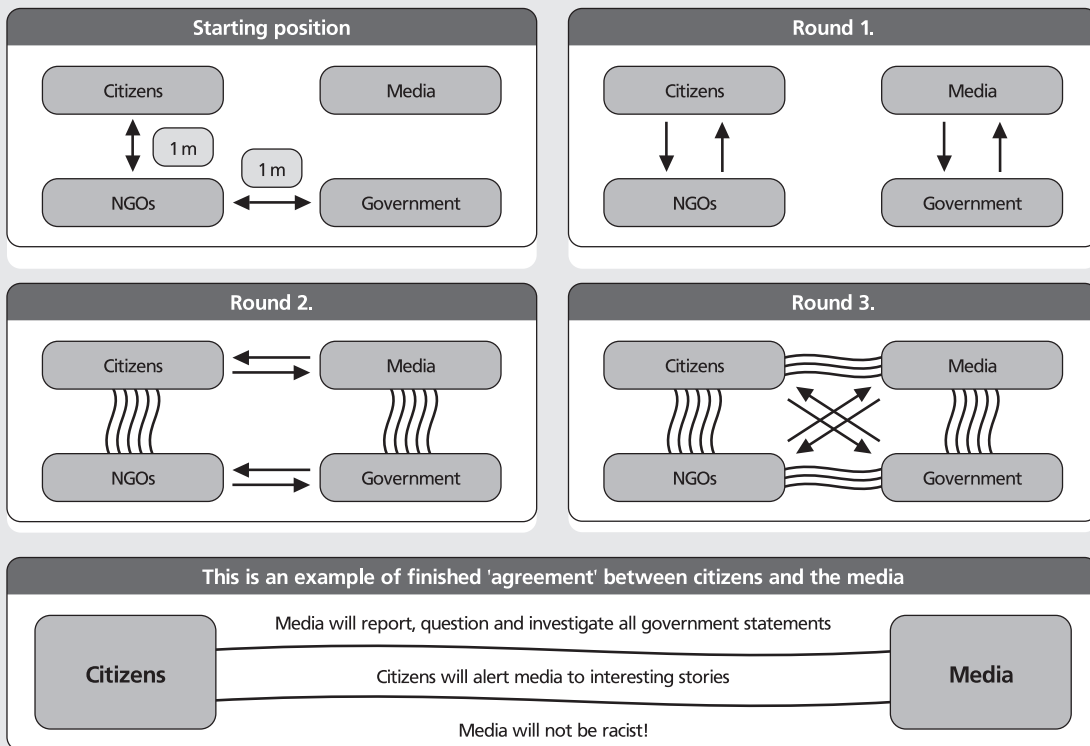 Starting position
Citizens
Media
1 m
1 m
NGOs
Government
Round 1.
Citizens
Media
NGOs
Government
Round 2.
Citizens
Media
NGOs
Government
Round 3.
Citizens
Media
NGOs
Government
This is an example of finished 'agreement' between citizens and the media
Media will report, question and investigate all government statements
Citizens
Citizens will alert media to interesting stories
Media
Media will not be racist!